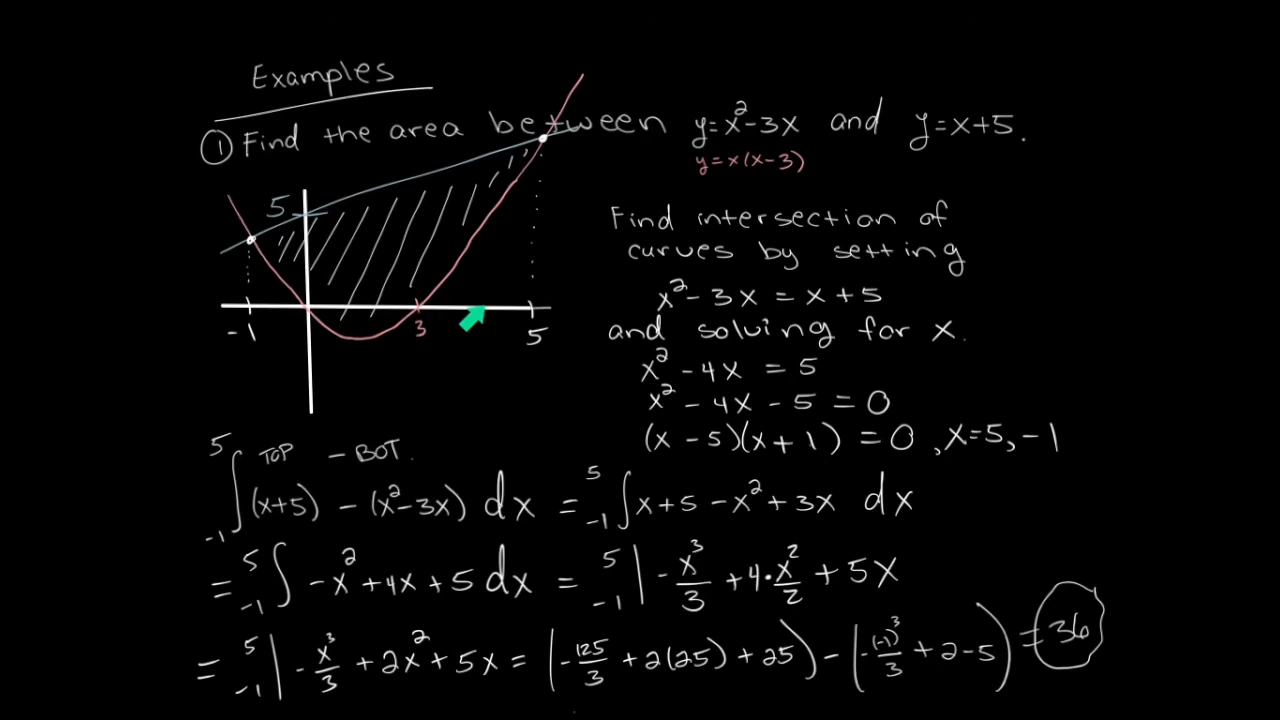 Examples
① Find the area between y=x²-3x and y=x+5.
y=x(x-3)
5
-1 3 5
Find intersection of
curves by setting
x²-3x=x+5
and solving for x.
x²-4x=5
x²-4x-5=0
(x-5)(x+1)=0, x=5,-1
TOP - BOT.
₋₁⁵∫(x+5)-(x²-3x) dx = ₋₁⁵∫x+5-x²+3x dx
= ₋₁⁵∫-x²+4x+5 dx = ₋₁⁵|-x³/3+4·x²/2+5x
= ₋₁⁵|-x³/3+2x²+5x = (-125/3+2(25)+25)-(-(-1)³/3+2-5) = 36